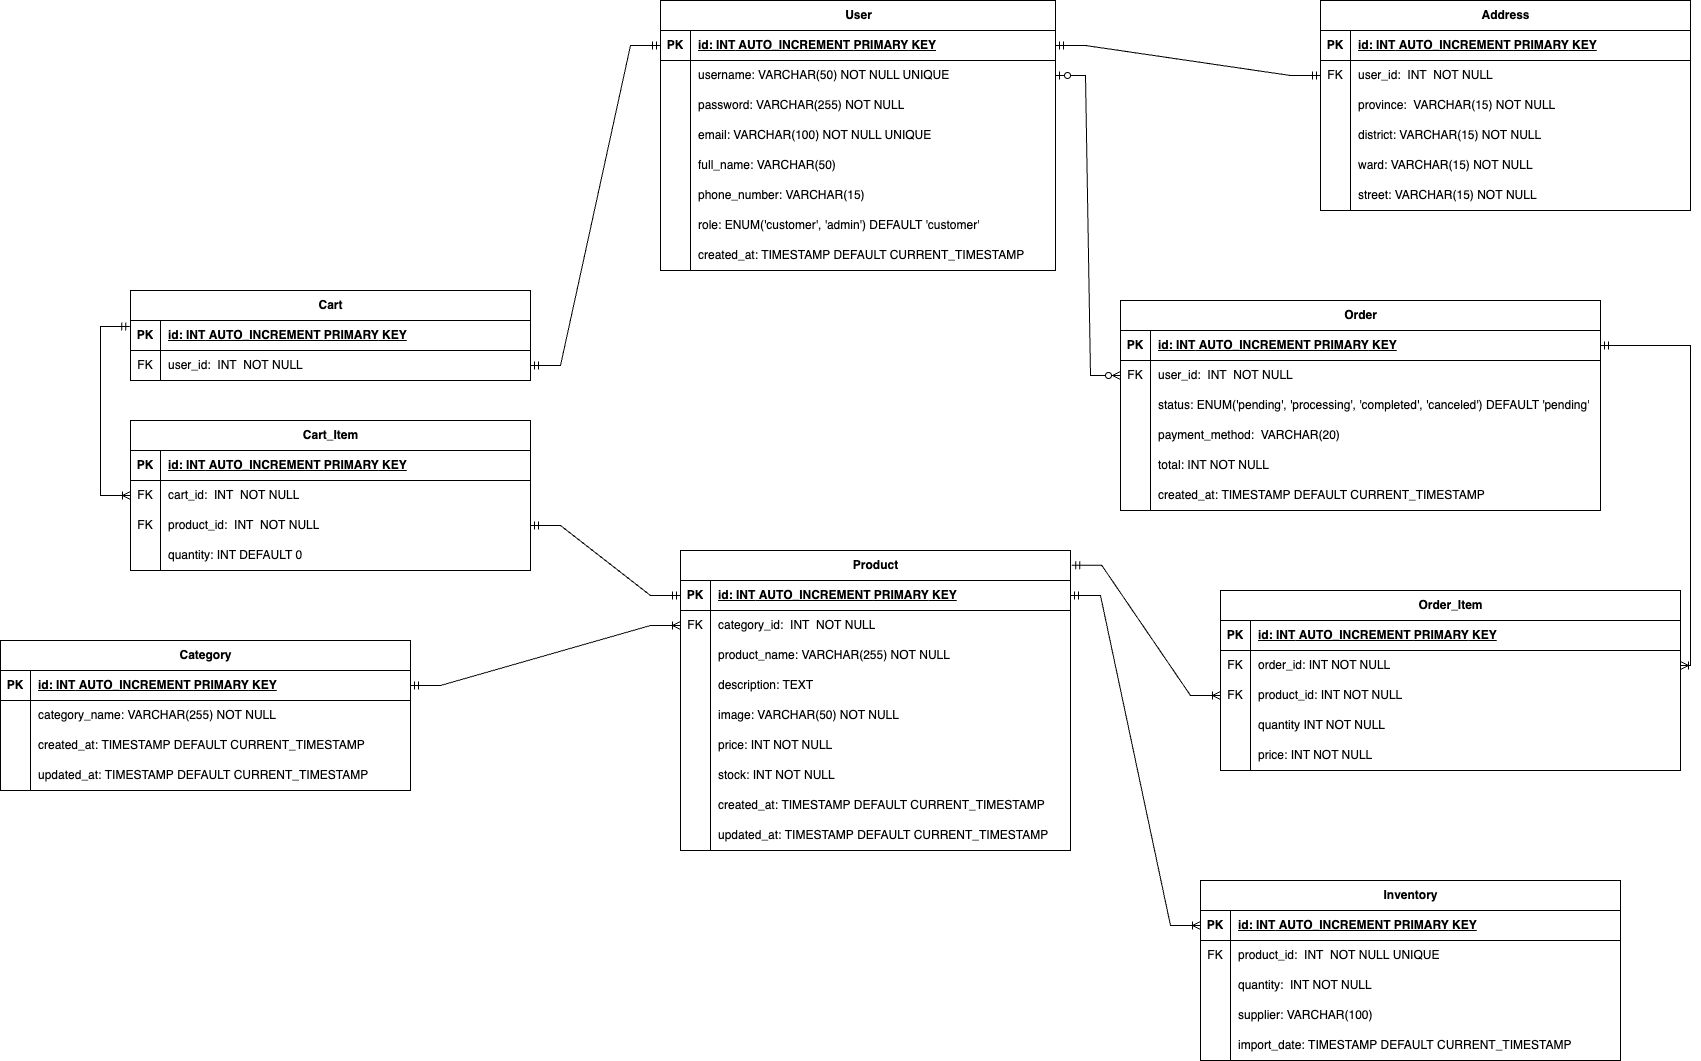 User
PK id: INT AUTO_INCREMENT PRIMARY KEY
username: VARCHAR(50) NOT NULL UNIQUE
password: VARCHAR(255) NOT NULL
email: VARCHAR(100) NOT NULL UNIQUE
full_name: VARCHAR(50)
phone_number: VARCHAR(15)
role: ENUM('customer', 'admin') DEFAULT 'customer'
created_at: TIMESTAMP DEFAULT CURRENT_TIMESTAMP
Address
PK id: INT AUTO_INCREMENT PRIMARY KEY
FK user_id: INT NOT NULL
province: VARCHAR(15) NOT NULL
district: VARCHAR(15) NOT NULL
ward: VARCHAR(15) NOT NULL
street: VARCHAR(15) NOT NULL
Cart
PK id: INT AUTO_INCREMENT PRIMARY KEY
FK user_id: INT NOT NULL
Order
PK id: INT AUTO_INCREMENT PRIMARY KEY
FK user_id: INT NOT NULL
status: ENUM('pending', 'processing', 'completed', 'canceled') DEFAULT 'pending'
payment_method: VARCHAR(20)
total: INT NOT NULL
created_at: TIMESTAMP DEFAULT CURRENT_TIMESTAMP
Cart_Item
PK id: INT AUTO_INCREMENT PRIMARY KEY
FK cart_id: INT NOT NULL
FK product_id: INT NOT NULL
quantity: INT DEFAULT 0
Product
PK id: INT AUTO_INCREMENT PRIMARY KEY
FK category_id: INT NOT NULL
product_name: VARCHAR(255) NOT NULL
description: TEXT
image: VARCHAR(50) NOT NULL
price: INT NOT NULL
stock: INT NOT NULL
created_at: TIMESTAMP DEFAULT CURRENT_TIMESTAMP
updated_at: TIMESTAMP DEFAULT CURRENT_TIMESTAMP
Order_Item
PK id: INT AUTO_INCREMENT PRIMARY KEY
FK order_id: INT NOT NULL
FK product_id: INT NOT NULL
quantity INT NOT NULL
price: INT NOT NULL
Category
PK id: INT AUTO_INCREMENT PRIMARY KEY
category_name: VARCHAR(255) NOT NULL
created_at: TIMESTAMP DEFAULT CURRENT_TIMESTAMP
updated_at: TIMESTAMP DEFAULT CURRENT_TIMESTAMP
Inventory
PK id: INT AUTO_INCREMENT PRIMARY KEY
FK product_id: INT NOT NULL UNIQUE
quantity: INT NOT NULL
supplier: VARCHAR(100)
import_date: TIMESTAMP DEFAULT CURRENT_TIMESTAMP